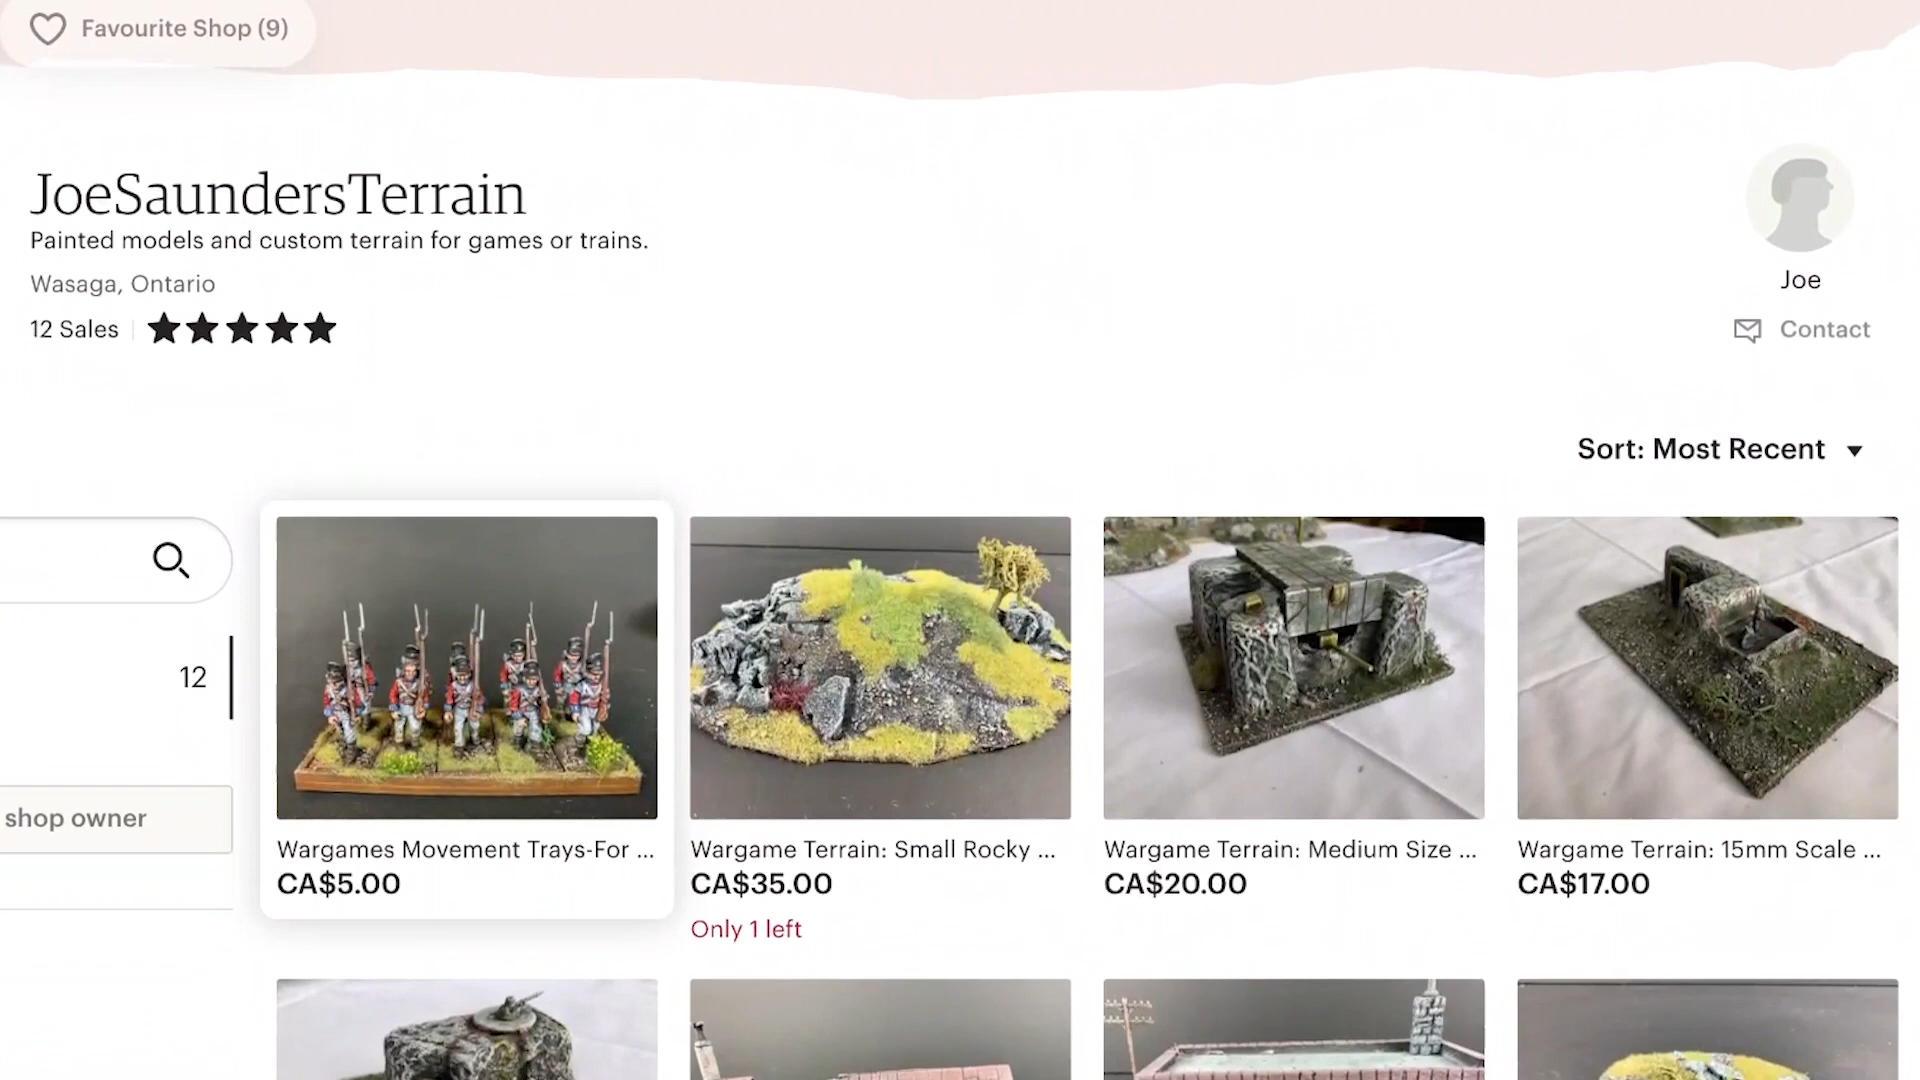 Favourite Shop (9)
JoeSaundersTerrain
Painted models and custom terrain for games or trains.
Wasaga, Ontario
12 Sales
Joe
Contact
Sort: Most Recent
12
shop owner
Wargames Movement Trays-For ...
CA$5.00
Wargame Terrain: Small Rocky ...
CA$35.00
Only 1 left
Wargame Terrain: Medium Size ...
CA$20.00
Wargame Terrain: 15mm Scale ...
CA$17.00